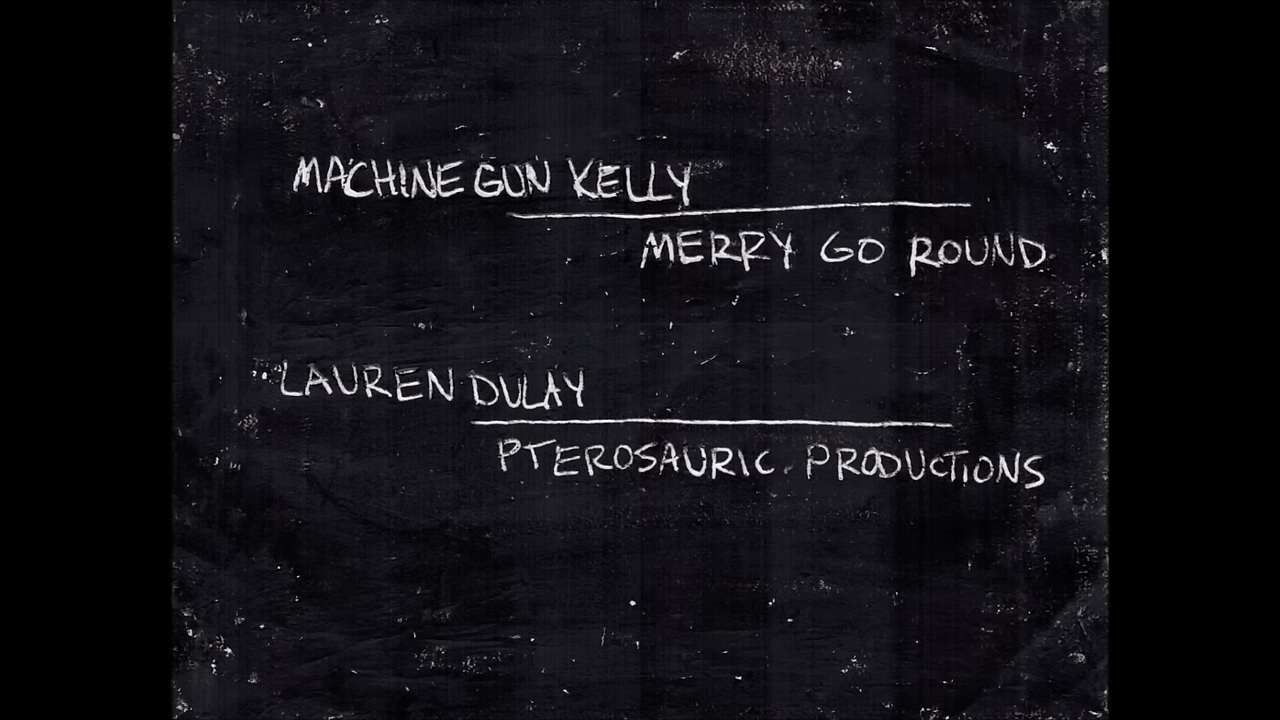 MACHINE GUN KELLY
MERRY GO ROUND
LAUREN DULAY
PTEROSAURIC PRODUCTIONS